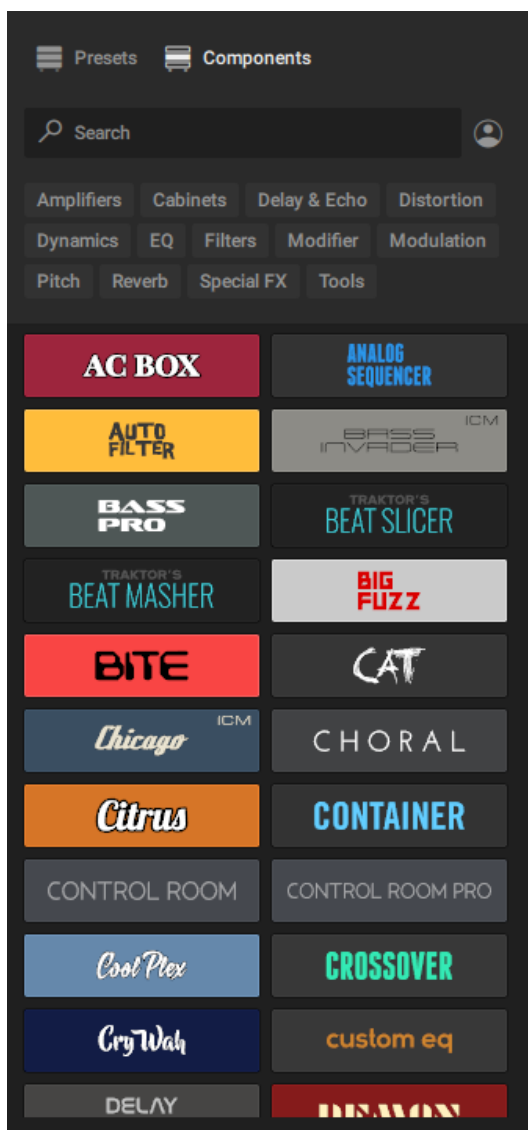 Presets Components
Search
Amplifiers Cabinets Delay & Echo Distortion
Dynamics EQ Filters Modifier Modulation
Pitch Reverb Special FX Tools
AC BOX
ANALOG
SEQUENCER
AUTO
FILTER
ICM
BASS
INVADER
BASS
PRO
TRAKTOR'S
BEAT SLICER
TRAKTOR'S
BEAT MASHER
BIG
FUZZ
BITE
CAT
ICM
Chicago
CHORAL
Citrus
CONTAINER
CONTROL ROOM
CONTROL ROOM PRO
Cool Plex
CROSSOVER
Cry Wah
custom eq
DELAY
DEMON